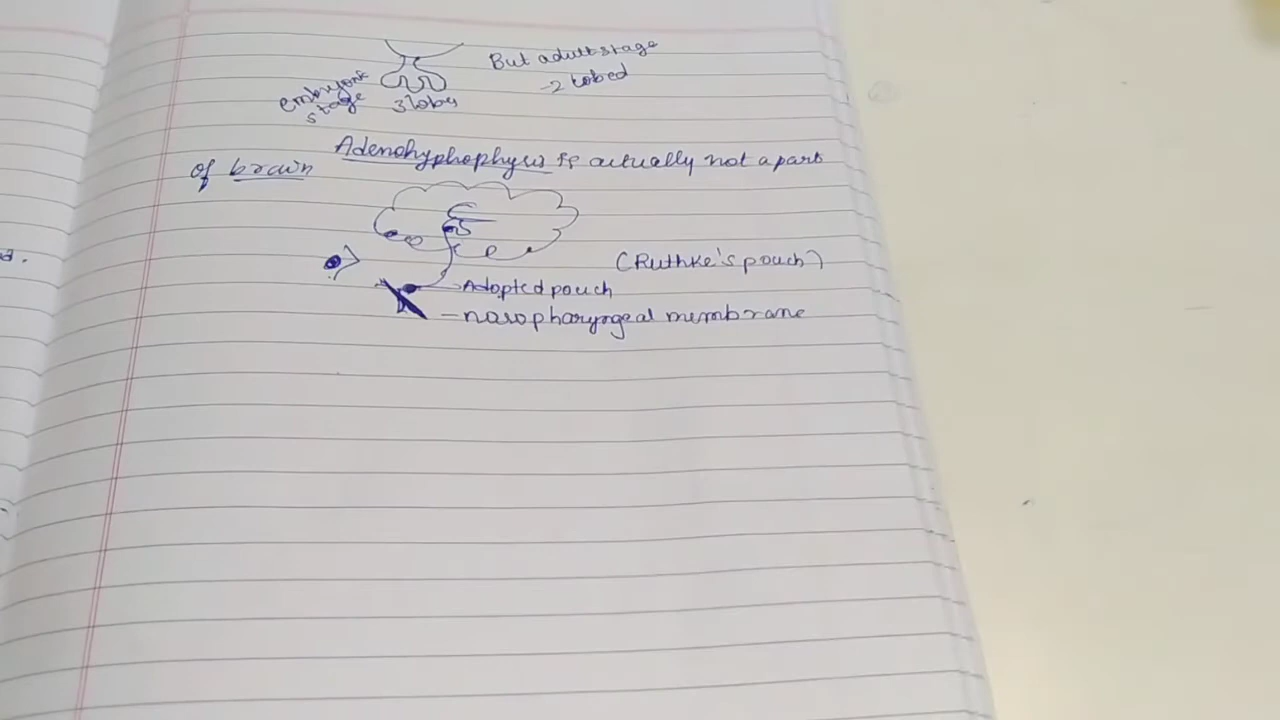 But adult stage
embryonic stage
3 lobes
-2 lobed
Adenohyphophysis is actually not a part
of brain
(Ruthke's pouch)
-Adopted pouch
- nasopharyngeal membrane
d.